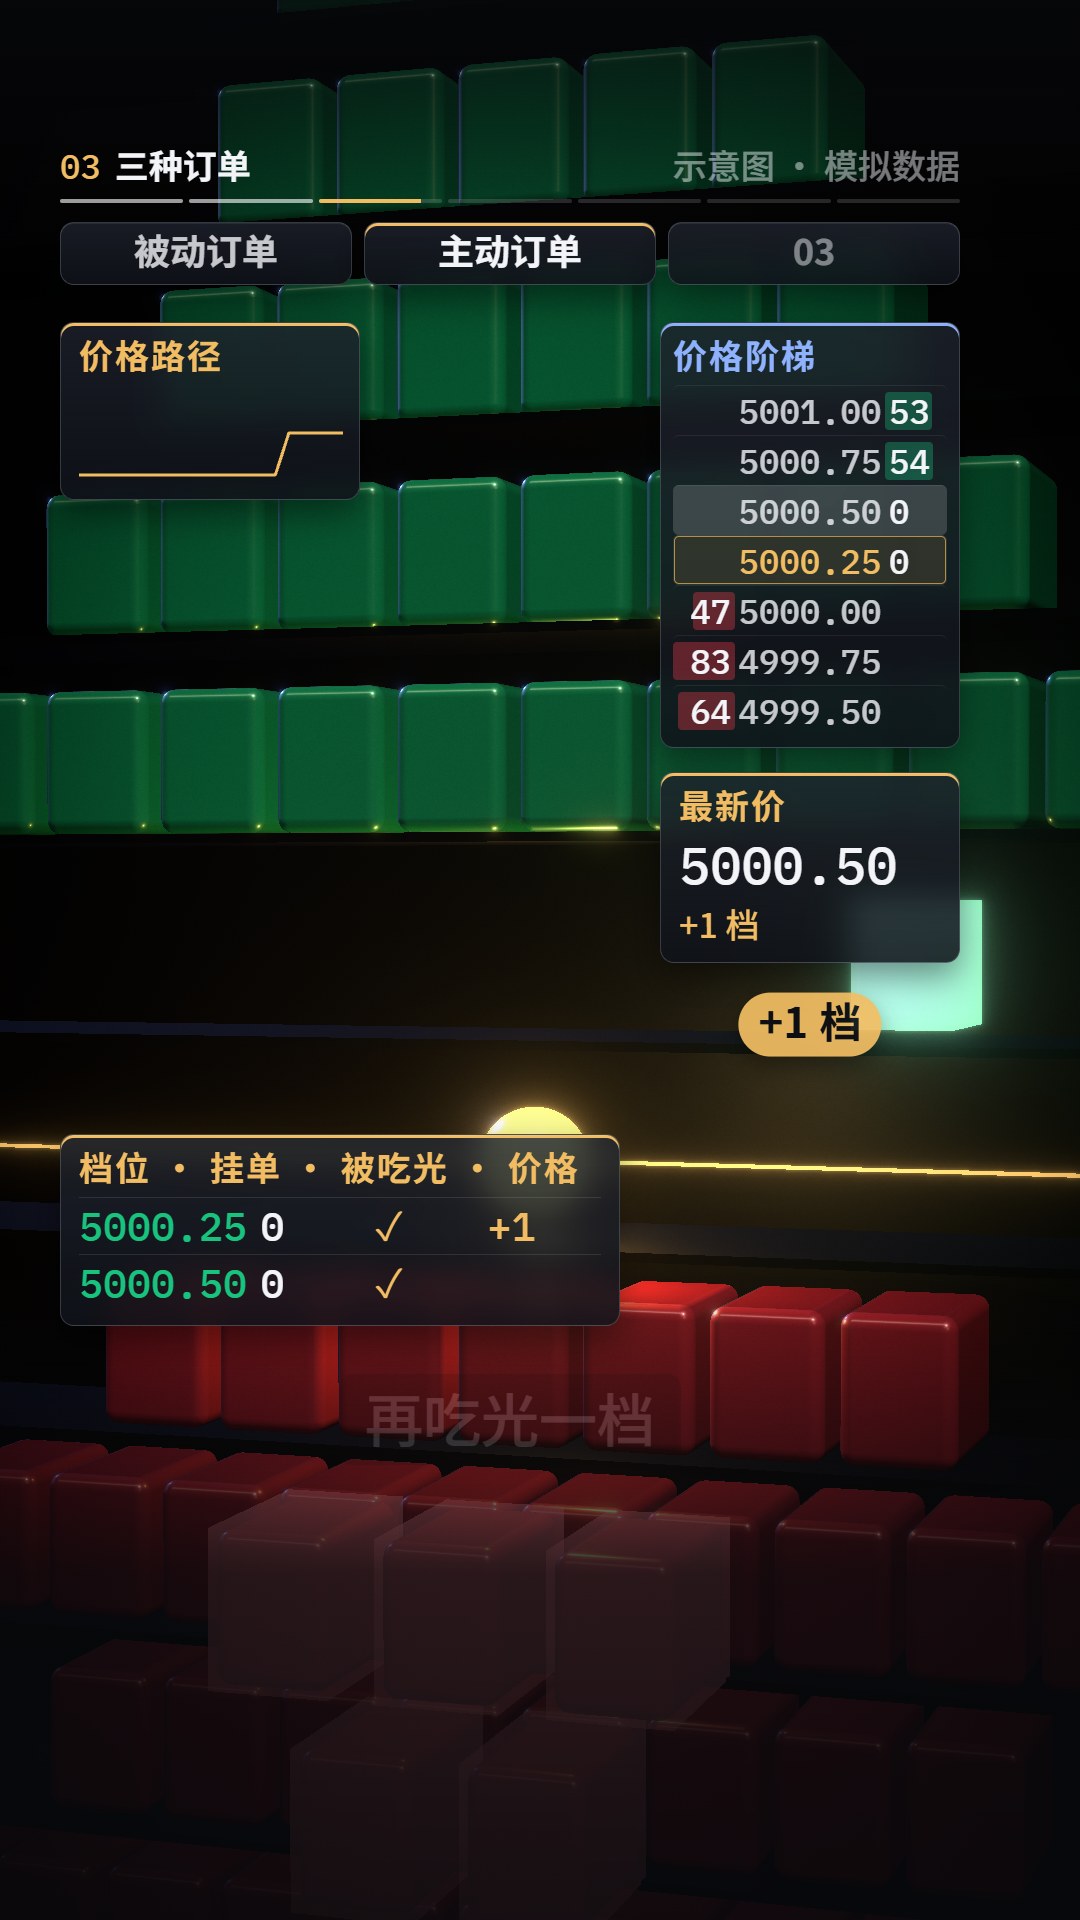 03 三种订单
示意图 · 模拟数据
被动订单
主动订单
03
价格路径
价格阶梯
5001.00 53
5000.75 54
5000.50 0
5000.25 0
47 5000.00
83 4999.75
64 4999.50
最新价
5000.50
+1 档
+1 档
档位 · 挂单 · 被吃光 · 价格
5000.25 0 ✓ +1
5000.50 0 ✓
再吃光一档